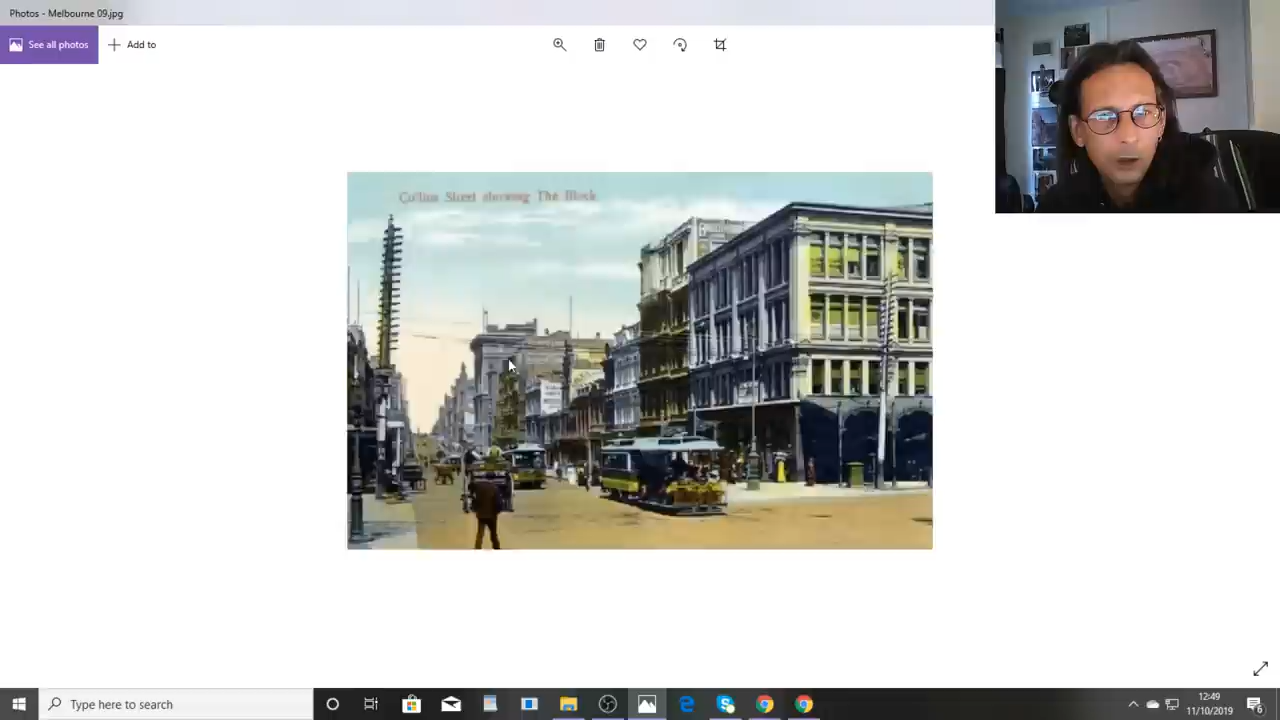 Photos - Melbourne 09.jpg
See all photos
Add to
Collins Street showing The Block
Type here to search
12:49
11/10/2019
6